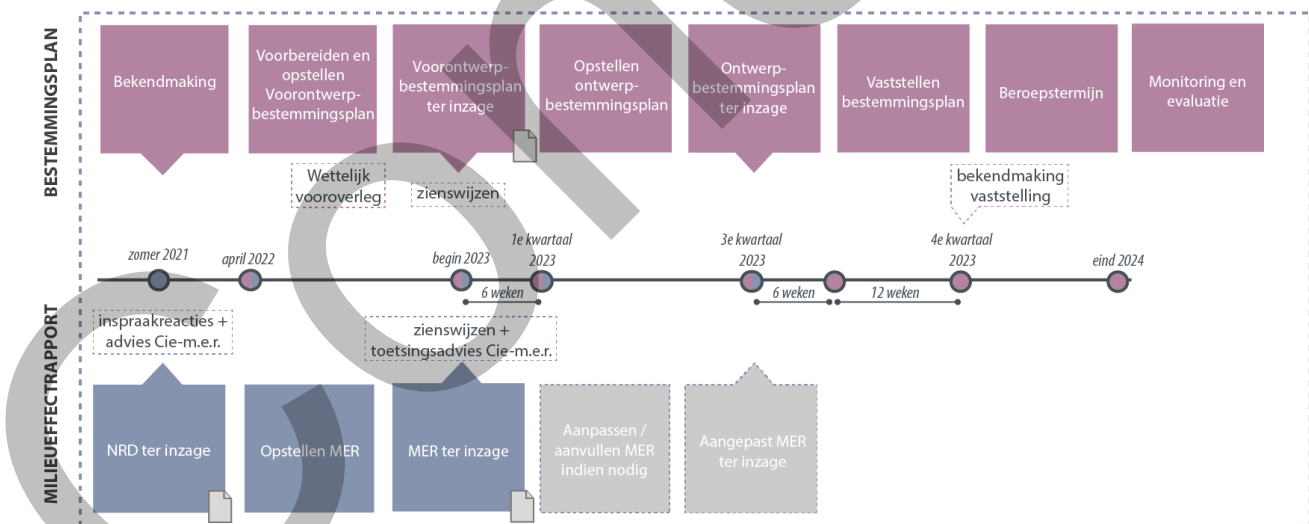 BESTEMMINGSPLAN
Bekendmaking
Voorbereiden en
opstellen
Voorontwerp-
bestemmingsplan
Voorontwerp-
bestemmingsplan
ter inzage
Opstellen
ontwerp-
bestemmingsplan
Ontwerp-
bestemmingsplan
ter inzage
Vaststellen
bestemmingsplan
Beroepstermijn
Monitoring en
evaluatie
Wettelijk
vooroverleg
zienswijzen
bekendmaking
vaststelling
zomer 2021
april 2022
begin 2023
1e kwartaal
2023
3e kwartaal
2023
4e kwartaal
2023
eind 2024
6 weken
6 weken
12 weken
MILIEUEFFECTRAPPORT
inspraakreacties +
advies Cie-m.e.r.
zienswijzen +
toetsingsadvies Cie-m.e.r.
NRD ter inzage
Opstellen MER
MER ter inzage
Aanpassen /
aanvullen MER
indien nodig
Aangepast MER
ter inzage